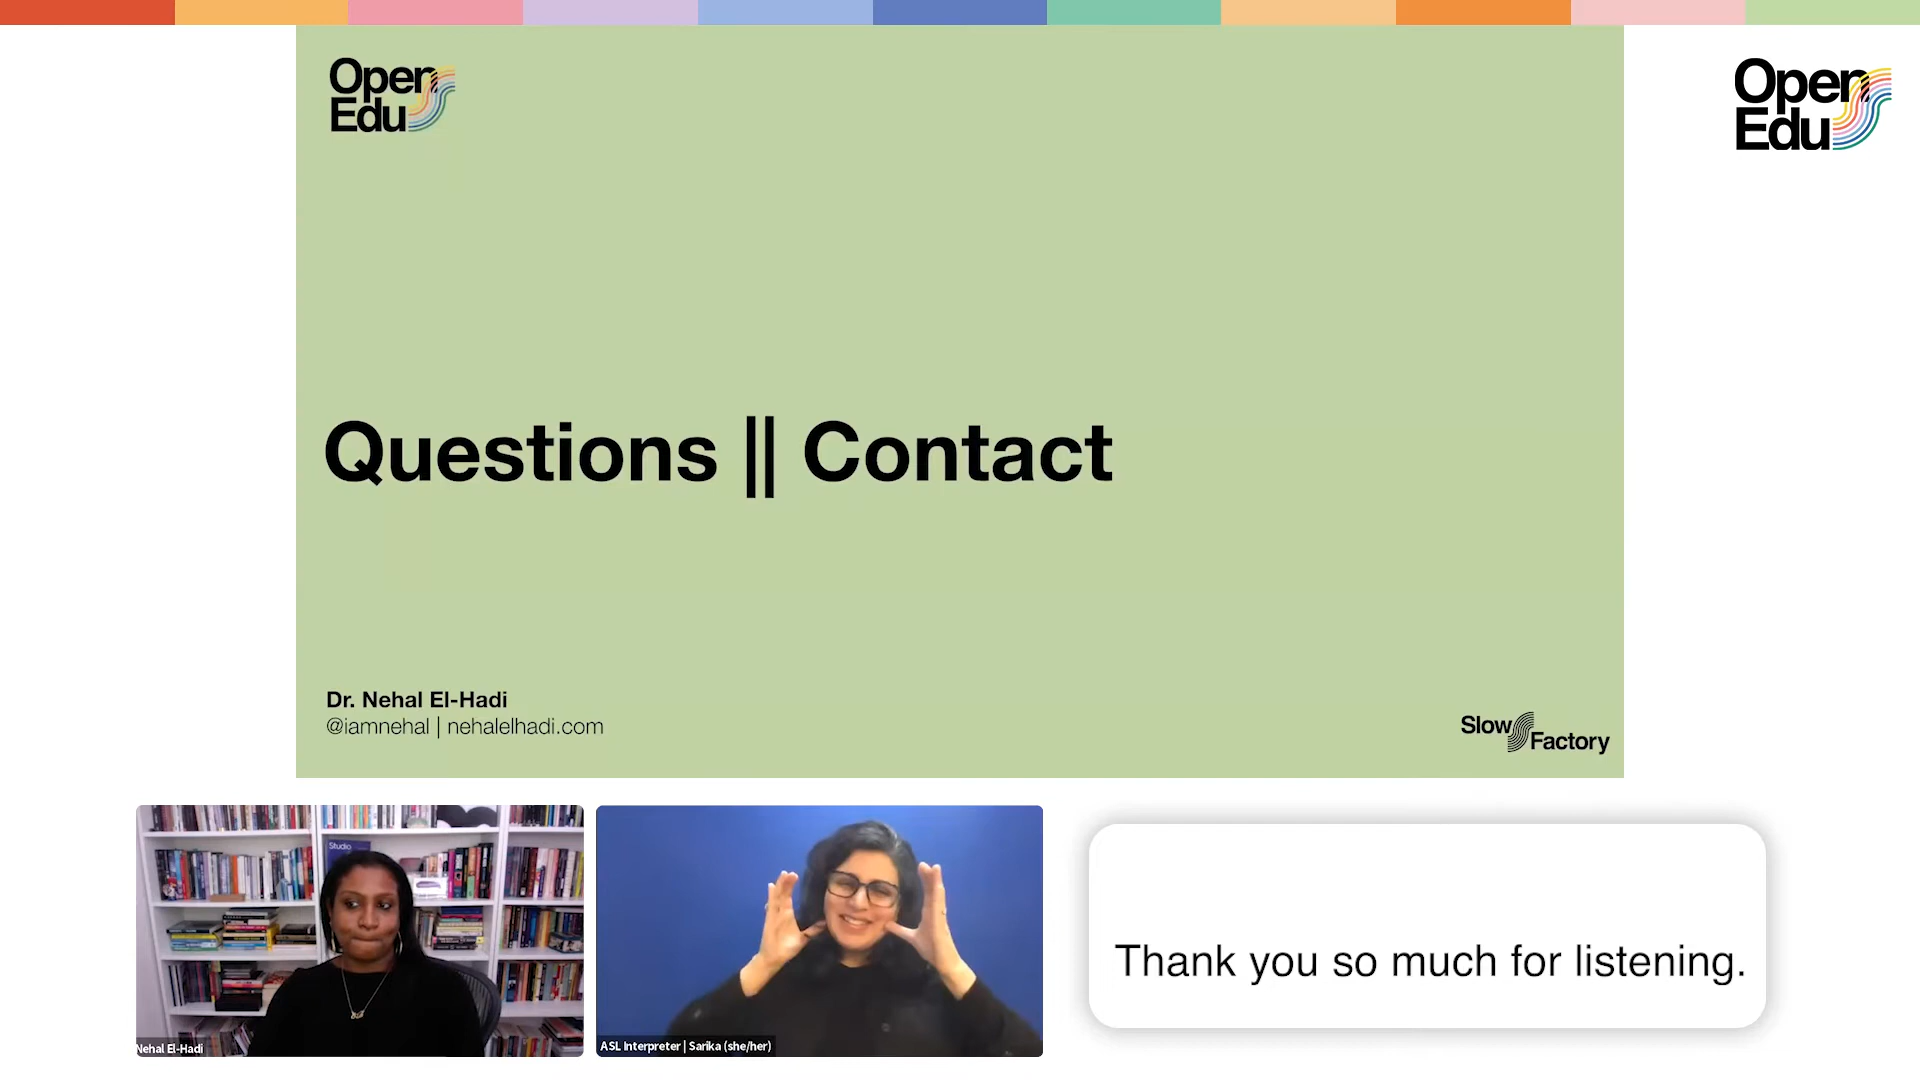 Open
Edu
Open
Edu
Questions || Contact
Dr. Nehal El-Hadi
@iamnehal | nehalelhadi.com
Slow
Factory
Studio
Nehal El-Hadi
ASL Interpreter | Sarika (she/her)
Thank you so much for listening.